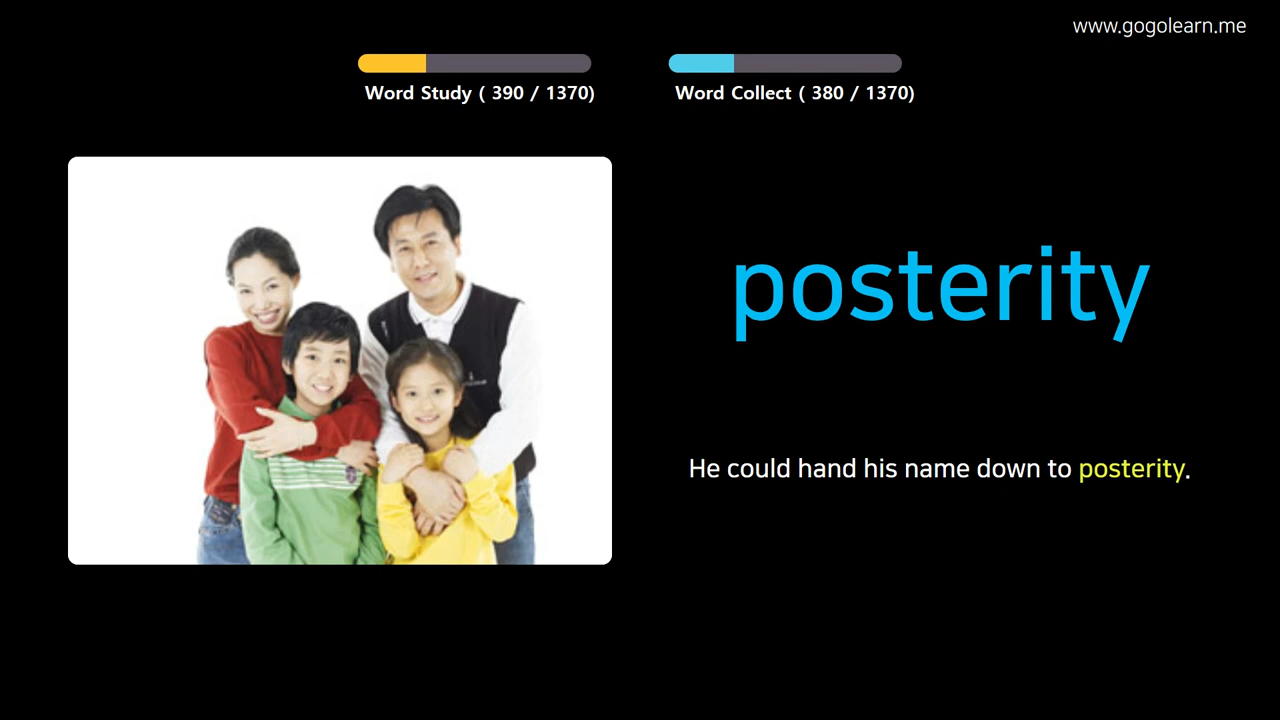 www.gogolearn.me
Word Study ( 390 / 1370)
Word Collect ( 380 / 1370)
posterity
He could hand his name down to posterity.